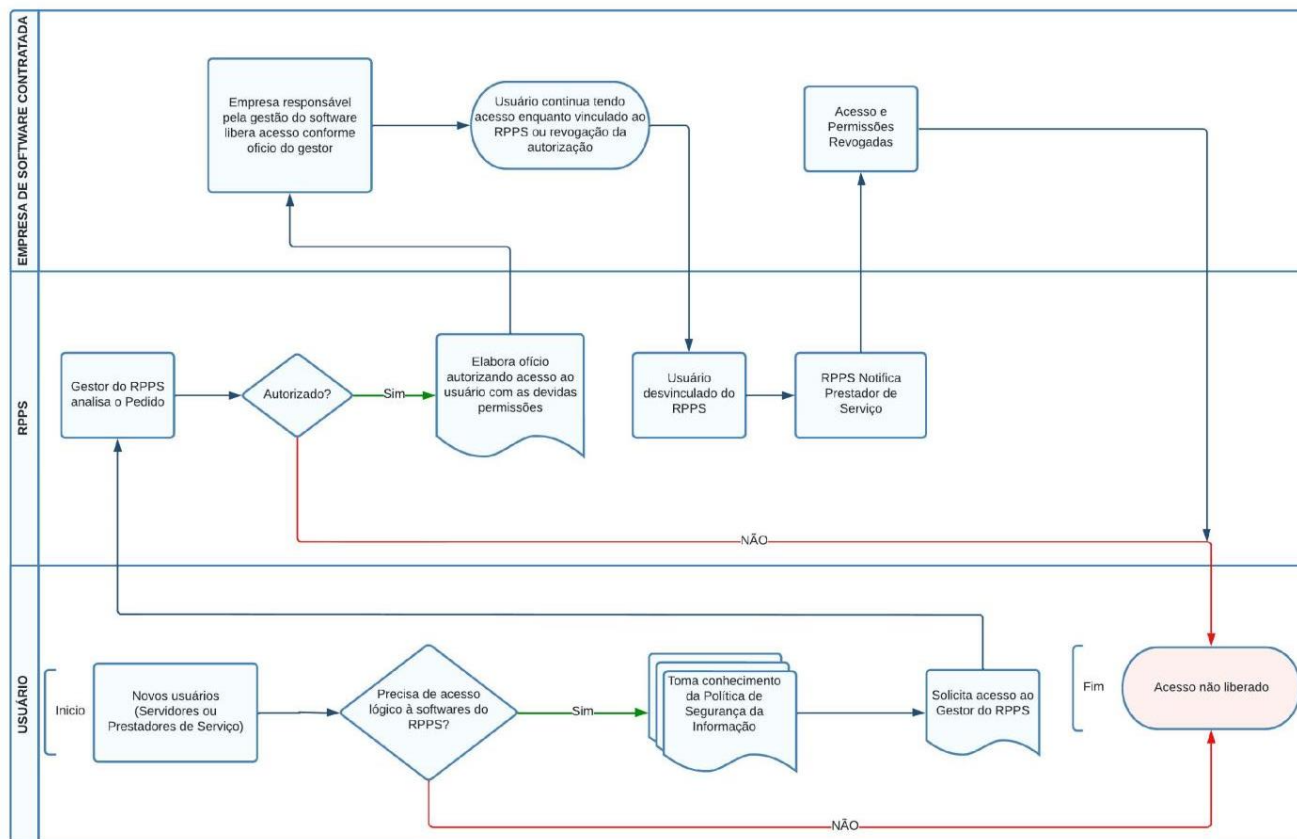 EMPRESA DE SOFTWARE CONTRATADA
Empresa responsável
pela gestão do software
libera acesso conforme
ofício do gestor
Usuário continua tendo
acesso enquanto vinculado ao
RPPS ou revogação da
autorização
Acesso e
Permissões
Revogadas
RPPS
Gestor do RPPS
analisa o Pedido
Autorizado?
Sim
Elabora ofício
autorizando acesso ao
usuário com as devidas
permissões
Usuário
desvinculado do
RPPS
RPPS Notifica
Prestador de
Serviço
NÃO
USUÁRIO
Inicio
Novos usuários
(Servidores ou
Prestadores de Serviço)
Precisa de acesso
lógico à softwares do
RPPS?
Sim
Toma conhecimento
da Política de
Segurança da
Informação
Solicita acesso ao
Gestor do RPPS
Fim
Acesso não liberado
NÃO